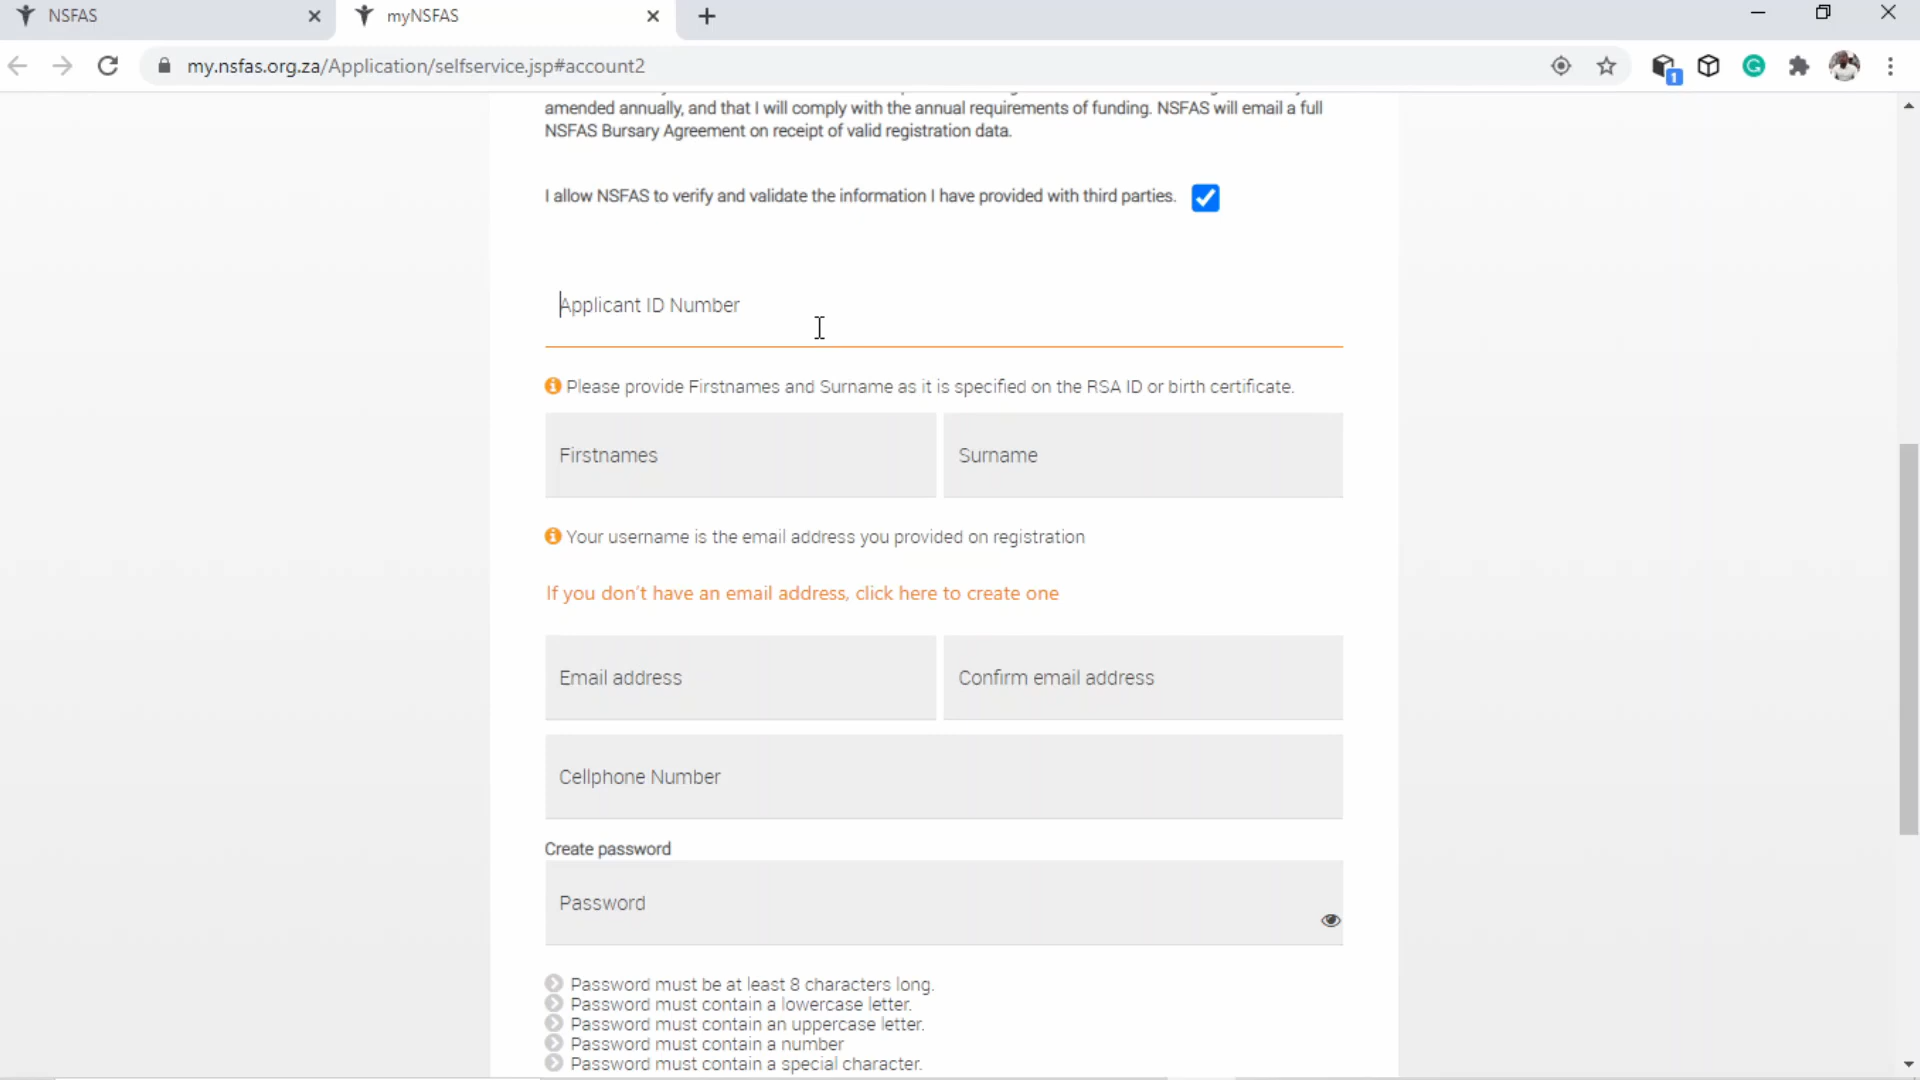 NSFAS
myNSFAS
my.nsfas.org.za/Application/selfservice.jsp#account2
1
amended annually, and that I will comply with the annual requirements of funding. NSFAS will email a full
NSFAS Bursary Agreement on receipt of valid registration data.
I allow NSFAS to verify and validate the information I have provided with third parties.
Applicant ID Number
Please provide Firstnames and Surname as it is specified on the RSA ID or birth certificate.
Firstnames
Surname
Your username is the email address you provided on registration
If you don't have an email address, click here to create one
Email address
Confirm email address
Cellphone Number
Create password
Password
Password must be at least 8 characters long.
Password must contain a lowercase letter.
Password must contain an uppercase letter.
Password must contain a number
Password must contain a special character.